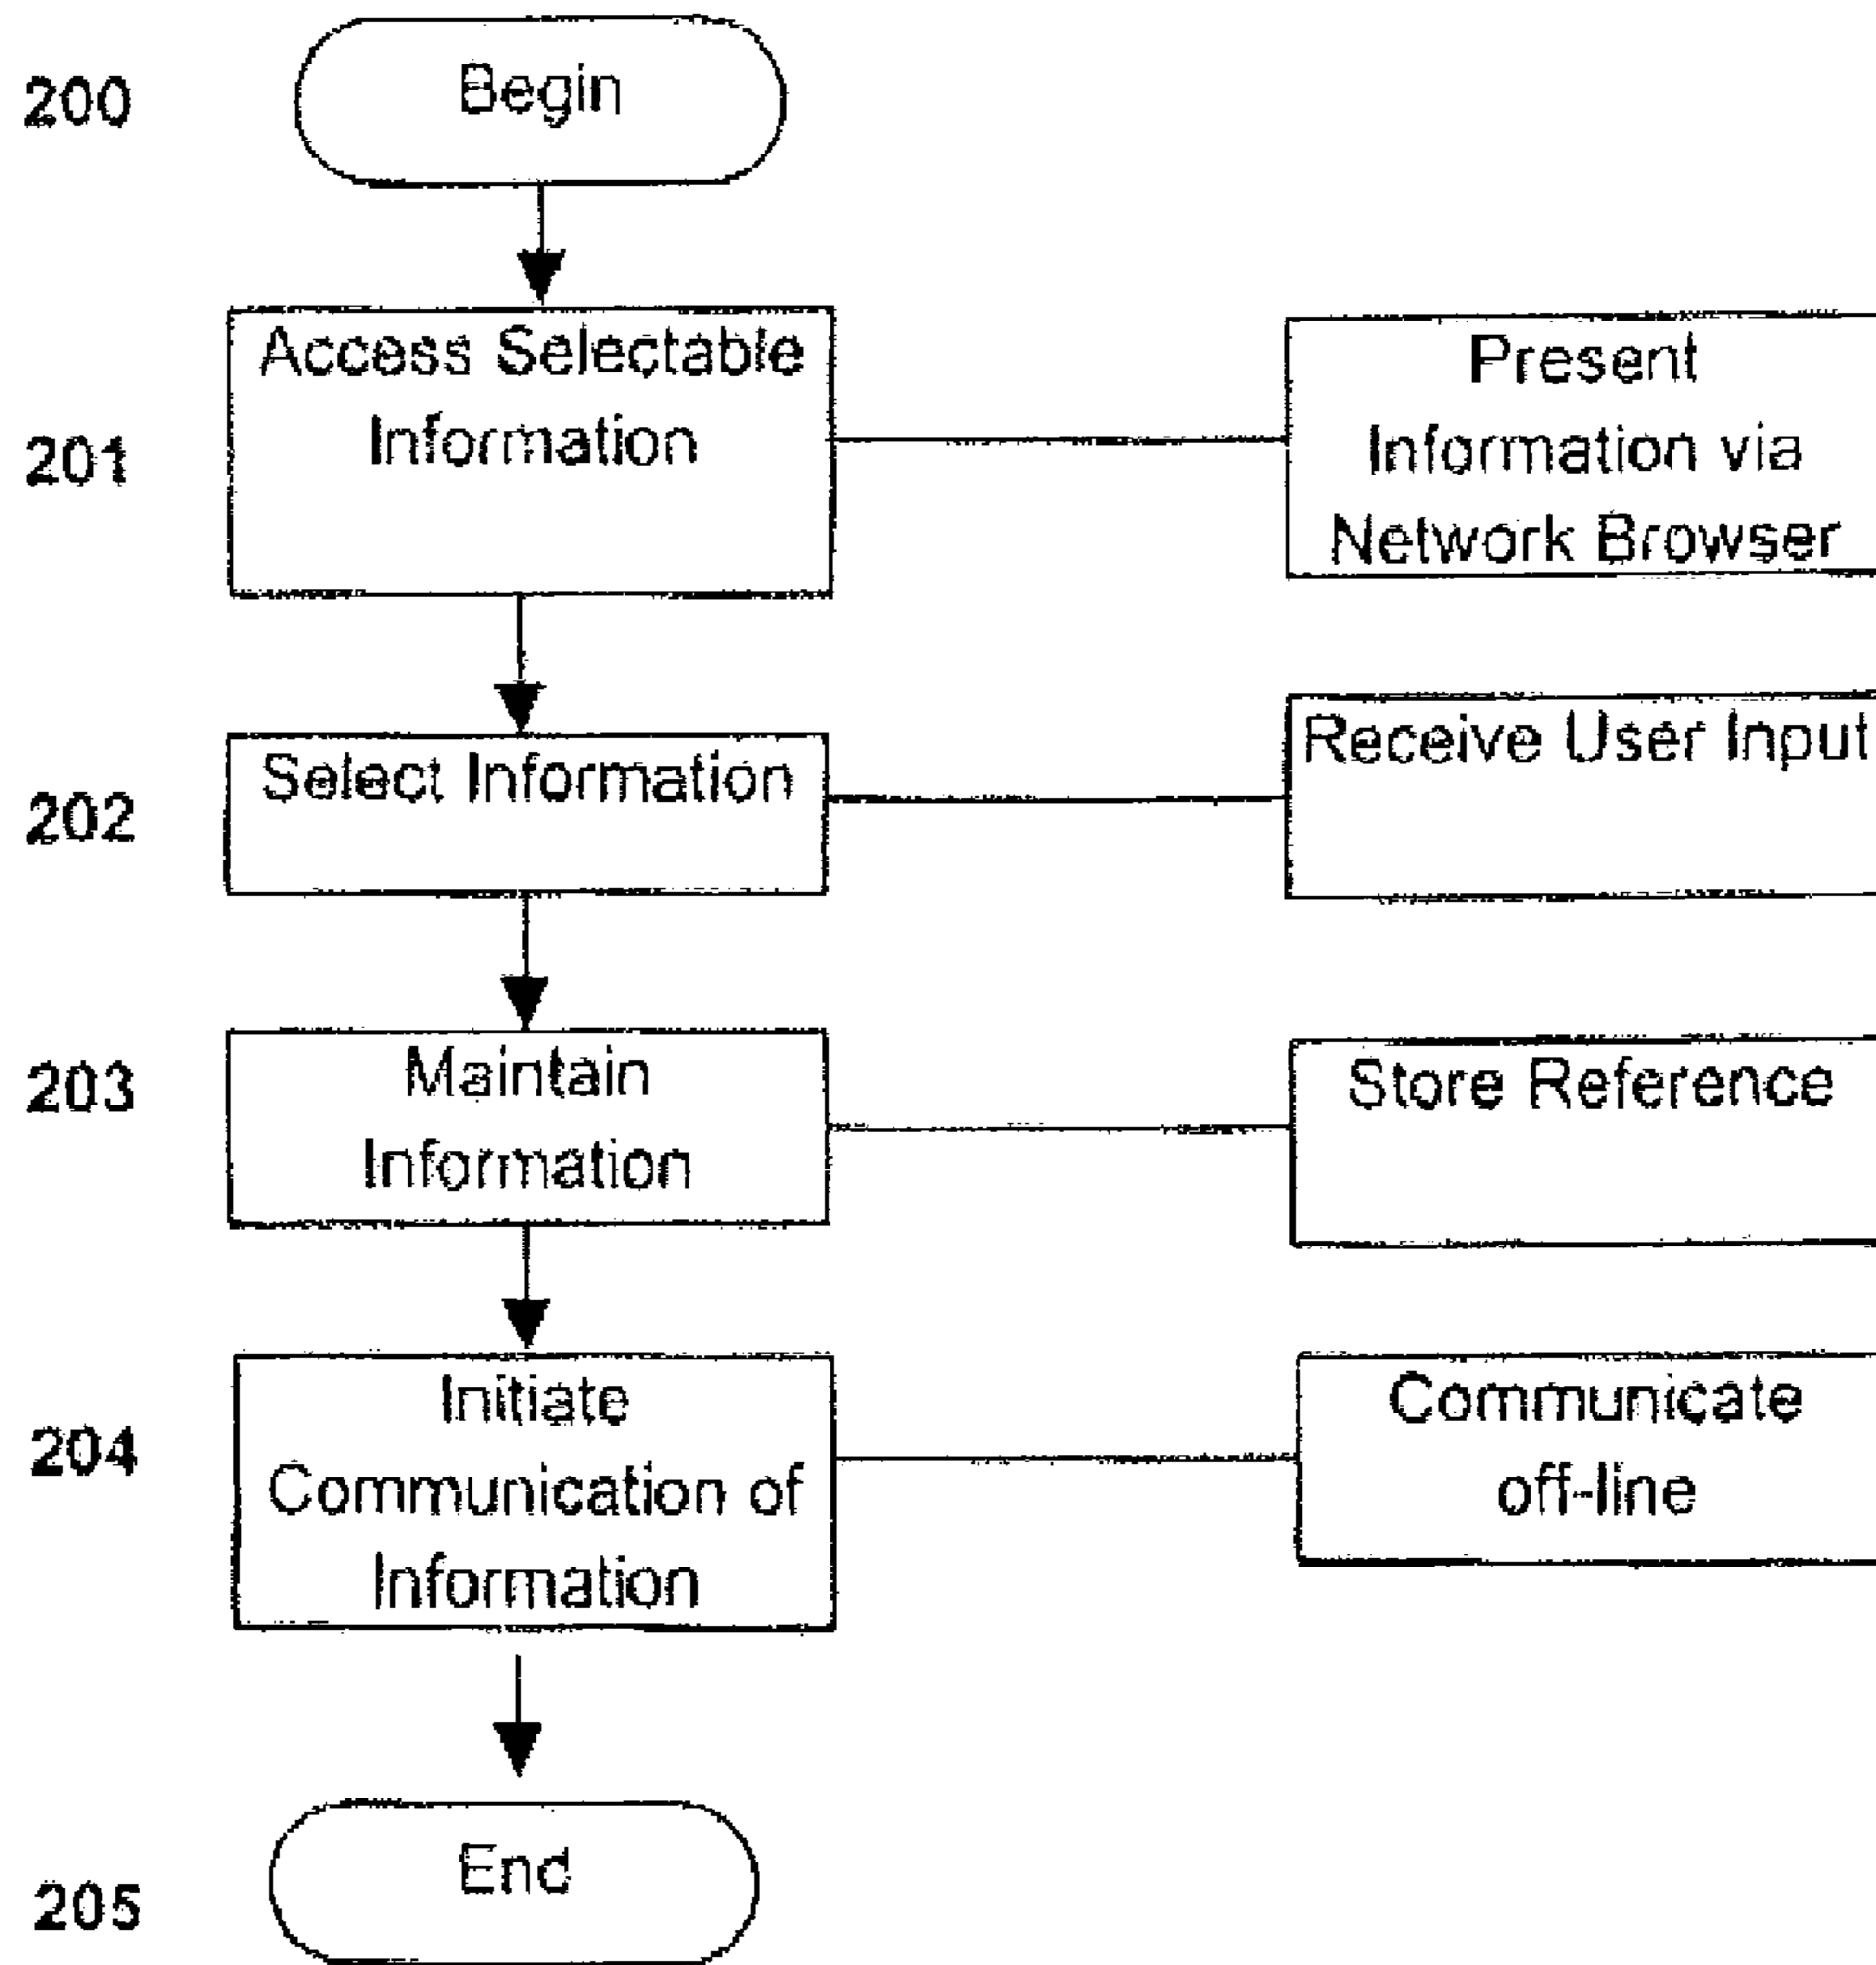 200
Begin
201
Access Selectable
Information
Present
Information via
Network Browser
202
Select Information
Receive User Input
203
Maintain
Information
Store Reference
204
Initiate
Communication of
Information
Communicate
off-line
205
End